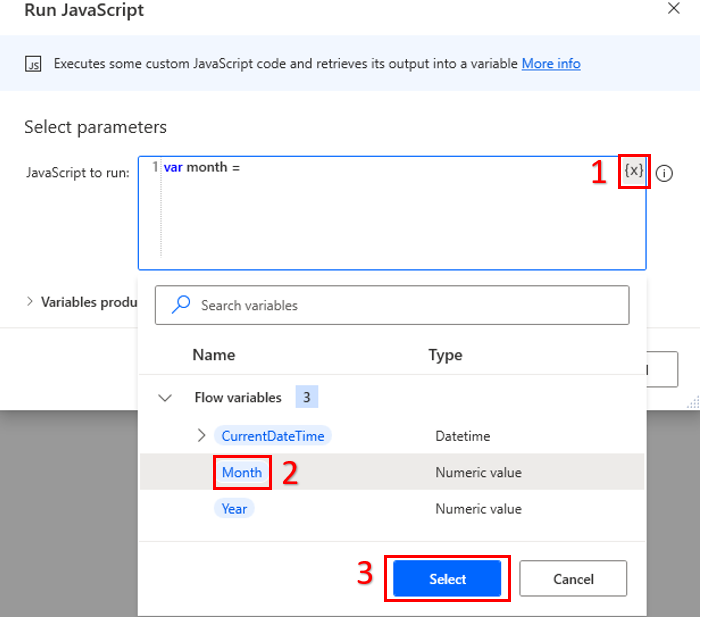 Run JavaScript
JS Executes some custom JavaScript code and retrieves its output into a variable More info
Select parameters
JavaScript to run:
1 var month =
1 {x}
Variables produ
Search variables
Name Type
Flow variables 3
CurrentDateTime Datetime
Month 2 Numeric value
Year Numeric value
3 Select Cancel